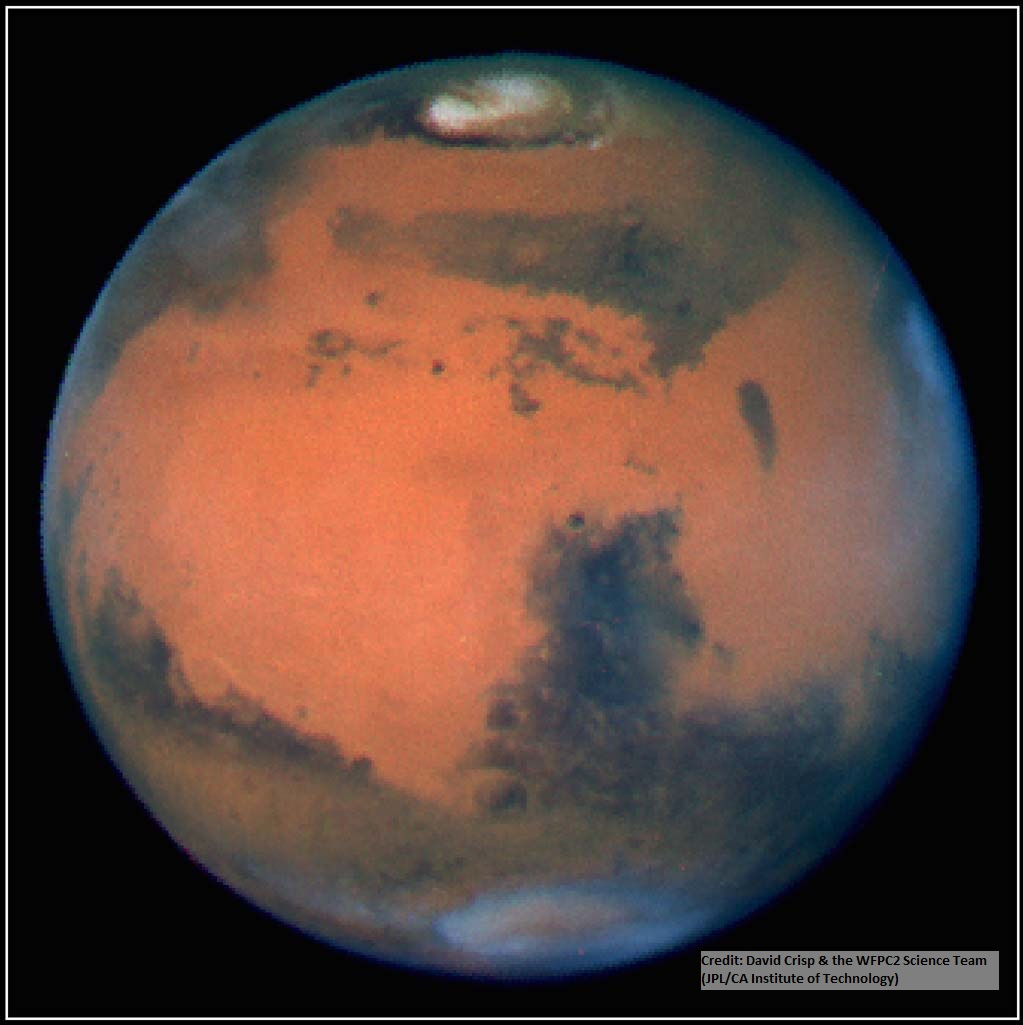 Credit: David Crisp & the WFPC2 Science Team
(JPL/CA Institute of Technology)